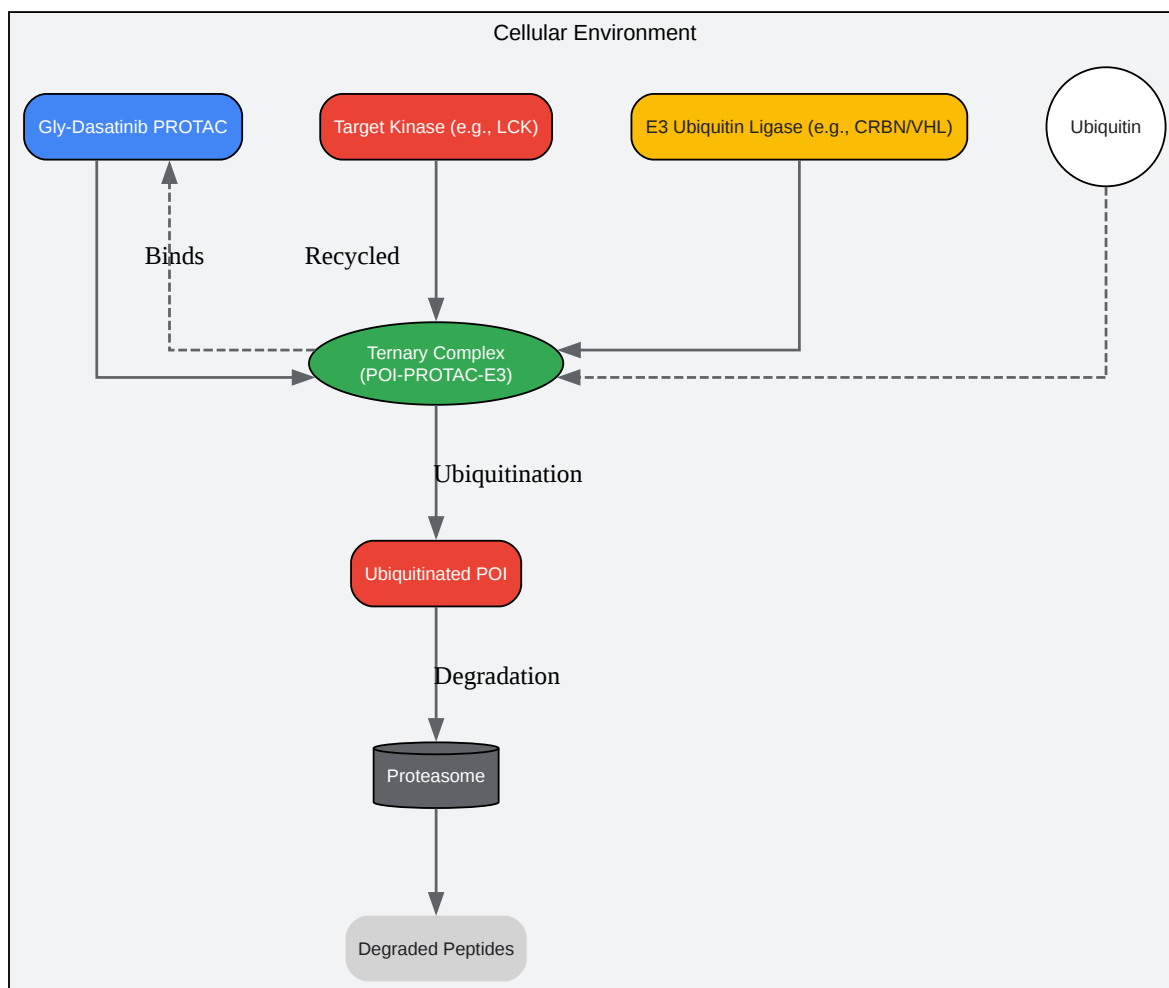 Cellular Environment
Gly-Dasatinib PROTAC
Target Kinase (e.g., LCK)
E3 Ubiquitin Ligase (e.g., CRBN/VHL)
Ubiquitin
Binds
Recycled
Ternary Complex
(POI-PROTAC-E3)
Ubiquitination
Ubiquitinated POI
Degradation
Proteasome
Degraded Peptides